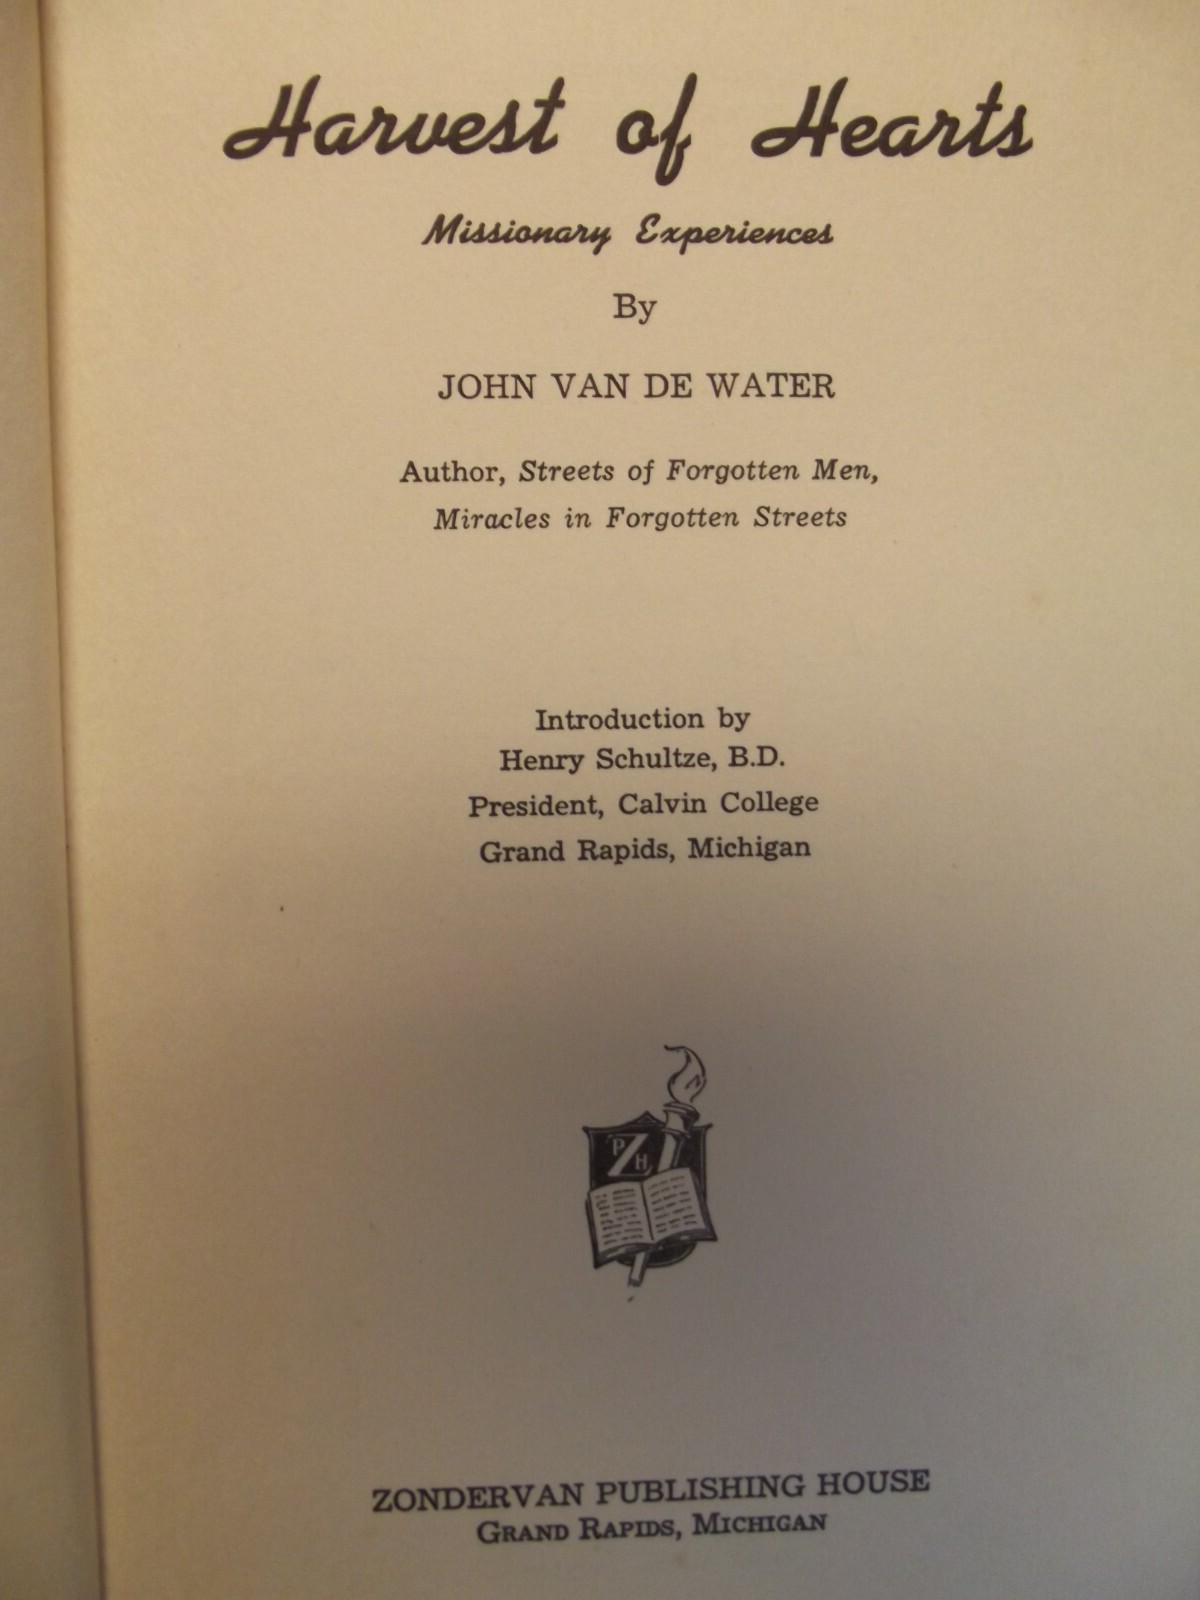 Harvest of Hearts
Missionary Experiences
By
JOHN VAN DE WATER
Author, Streets of Forgotten Men,
Miracles in Forgotten Streets
Introduction by
Henry Schultze, B.D.
President, Calvin College
Grand Rapids, Michigan
P Z H
ZONDERVAN PUBLISHING HOUSE
GRAND RAPIDS, MICHIGAN